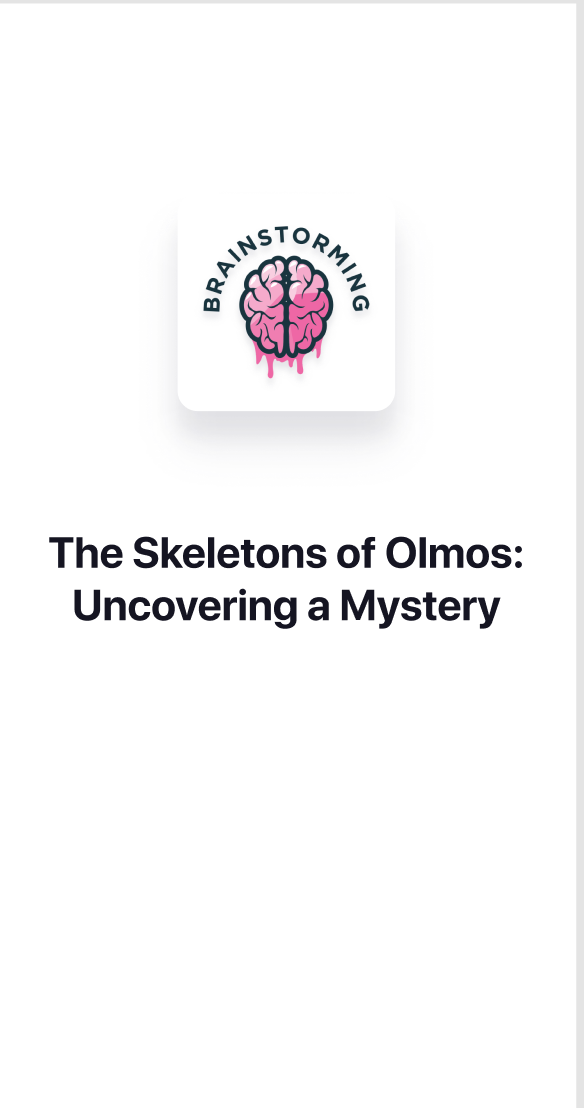 BRAINSTORMING
The Skeletons of Olmos:
Uncovering a Mystery